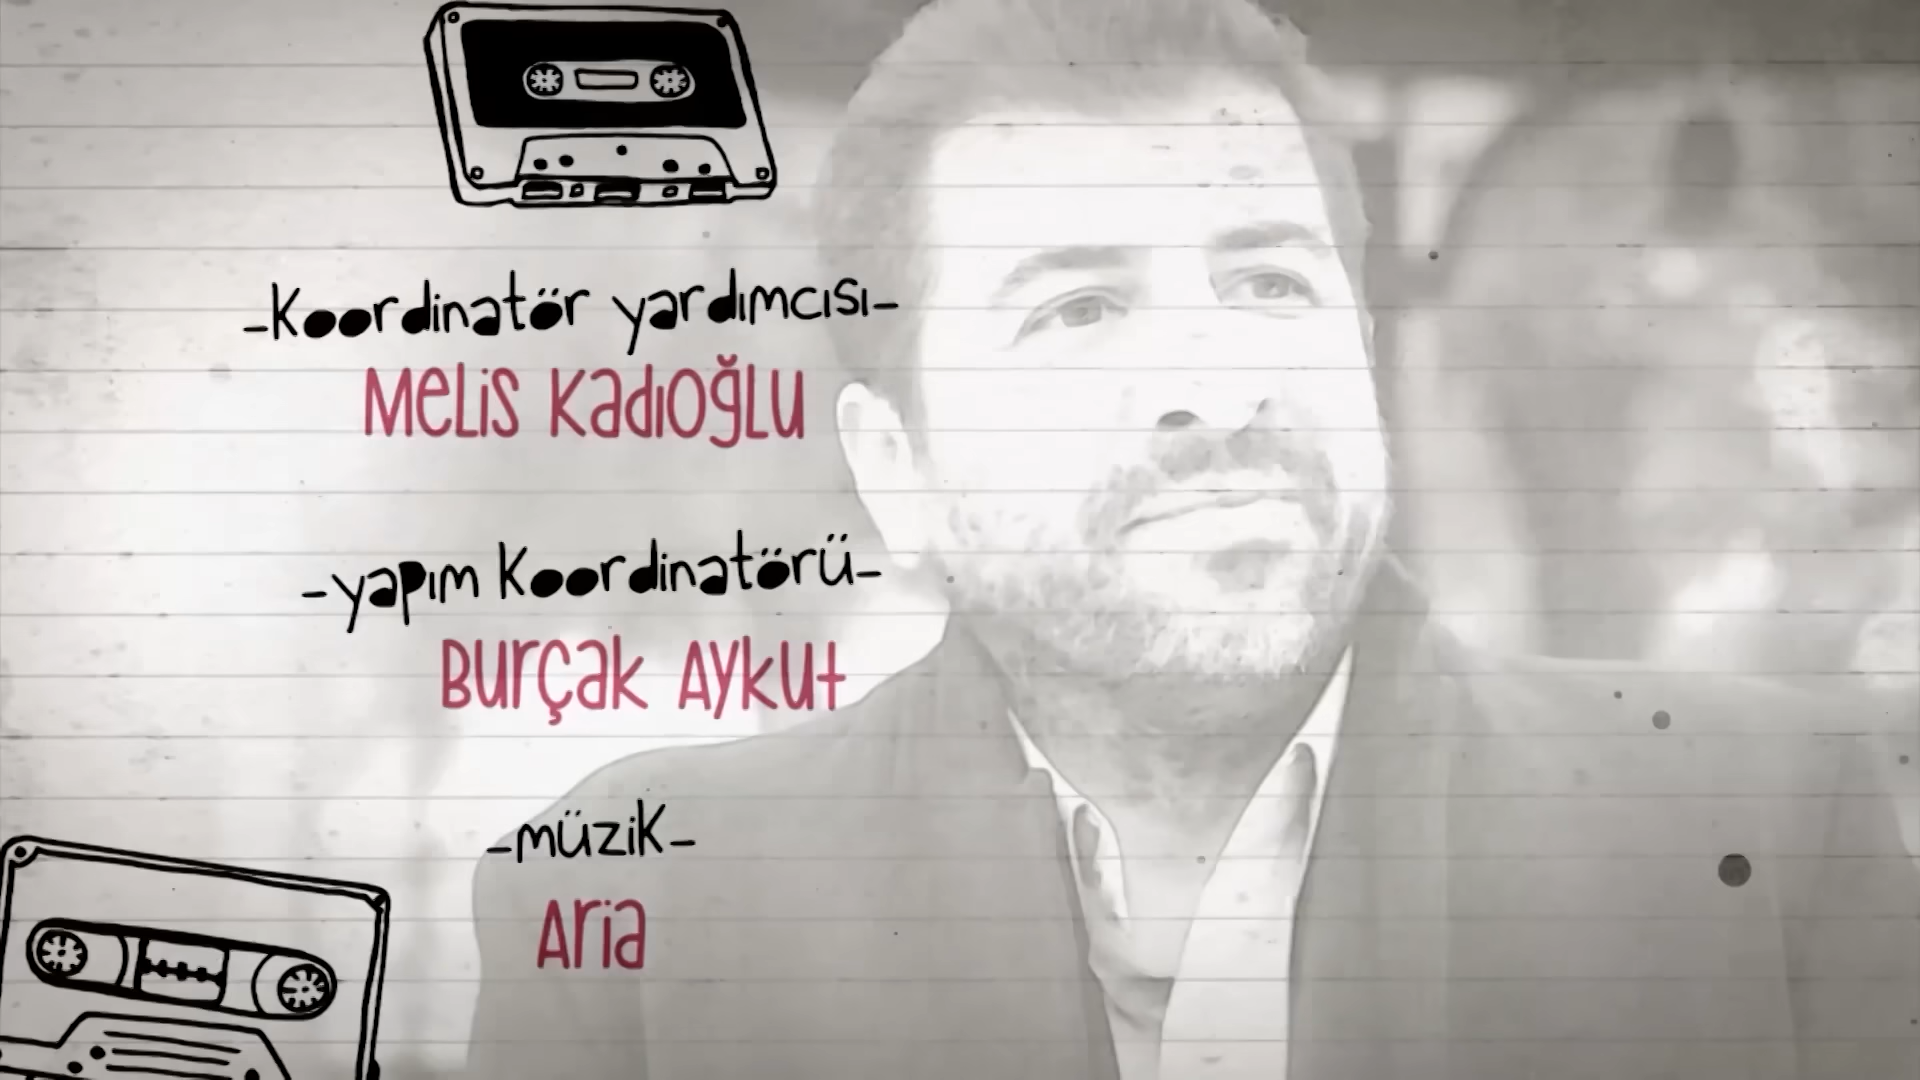 -Koordinatör yardımcısı-
Melis Kadıoğlu
-yapım Koordinatörü-
Burçak Aykut
-müzik-
Aria